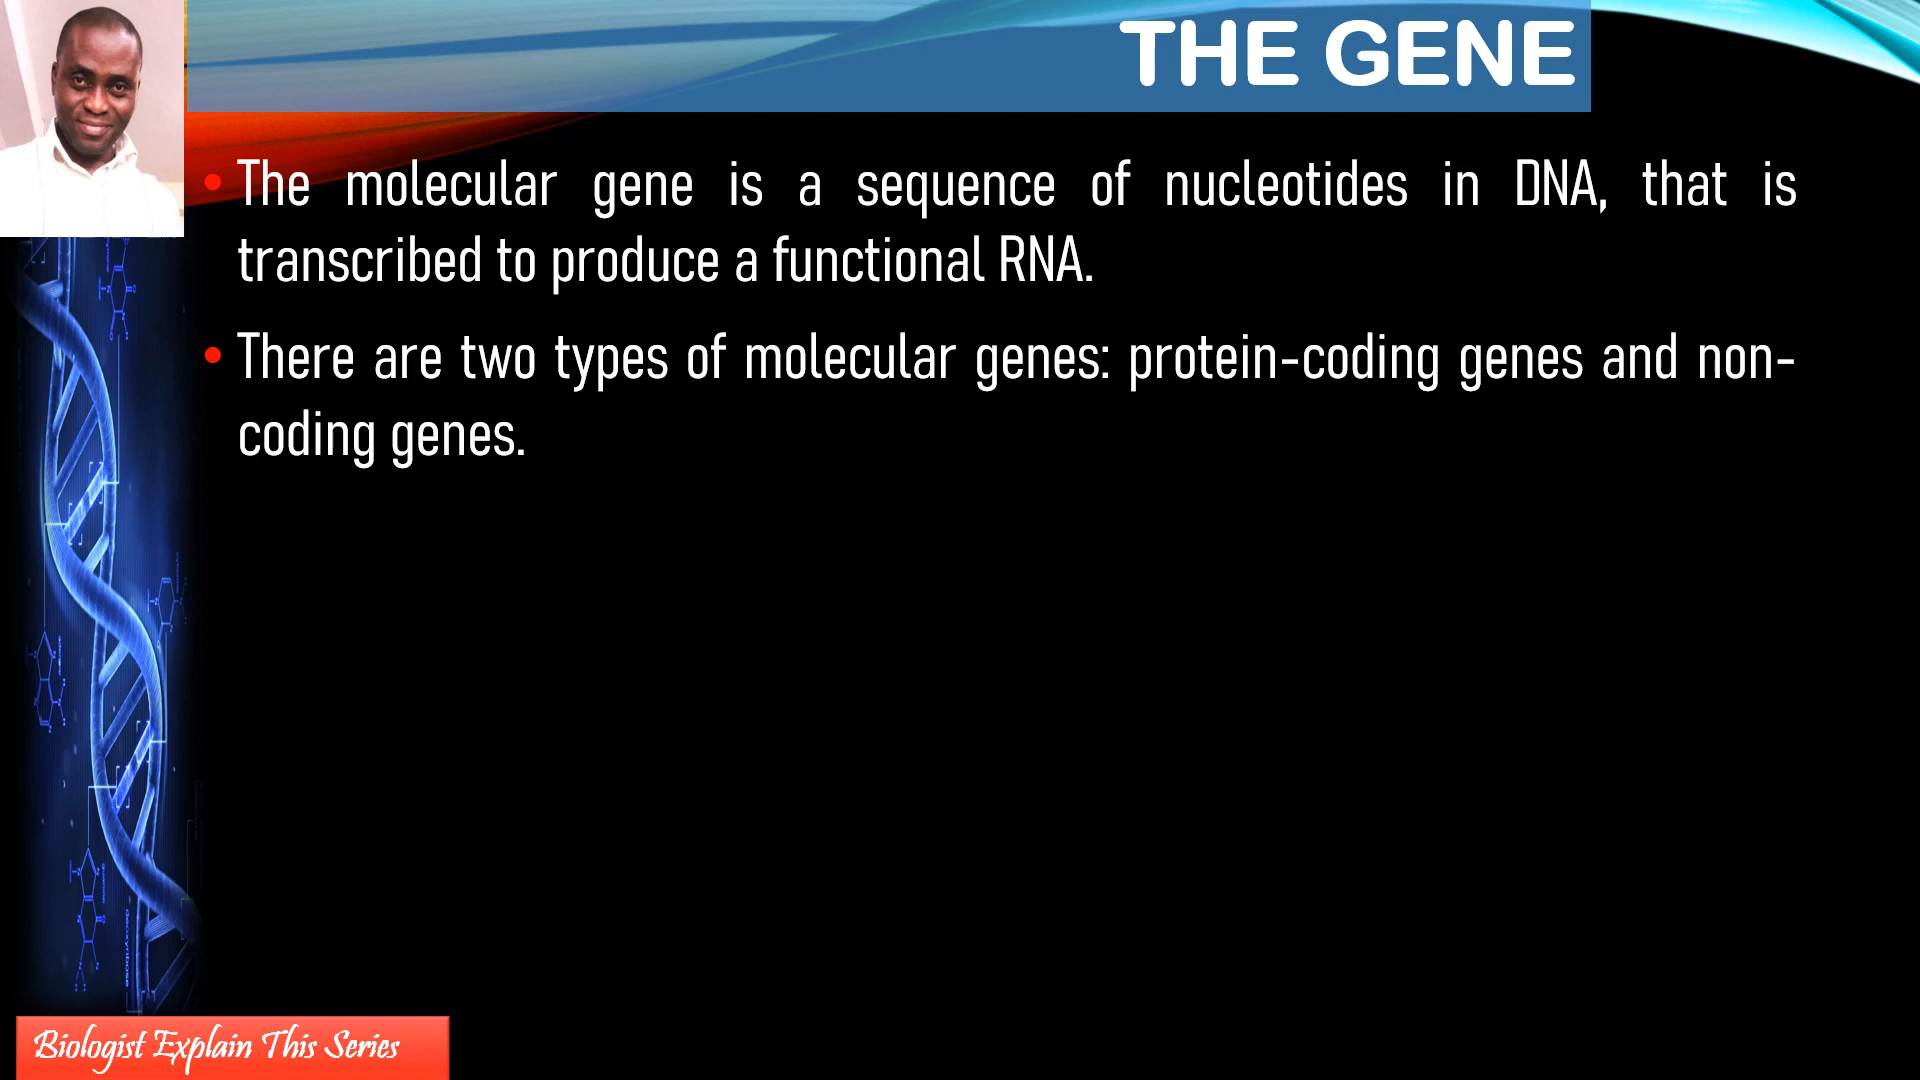 THE GENE
• The molecular gene is a sequence of nucleotides in DNA, that is
transcribed to produce a functional RNA.
• There are two types of molecular genes: protein-coding genes and non-
coding genes.
deoxyribose
Biologist Explain This Series